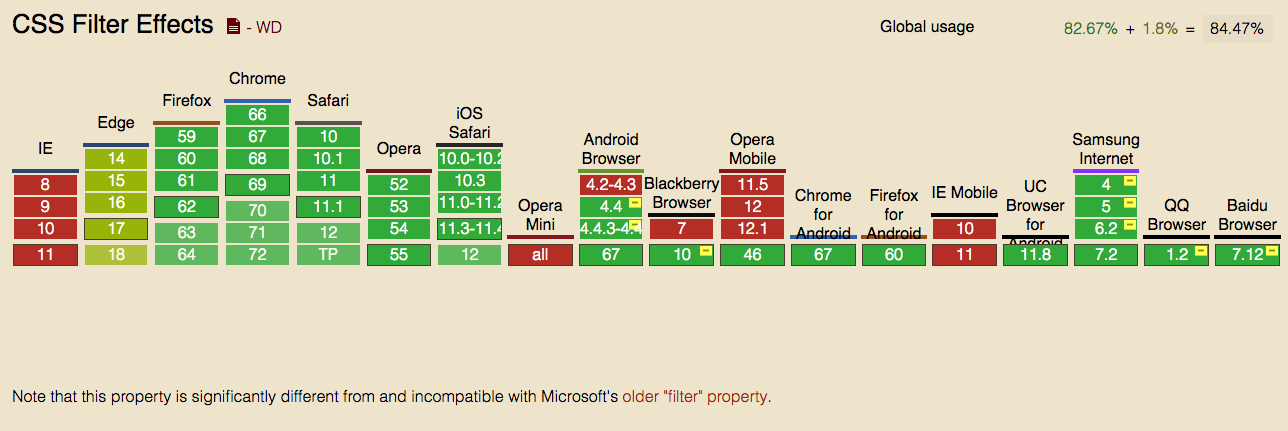 CSS Filter Effects - WD
Global usage 82.67% + 1.8% = 84.47%
IE
8
9
10
11
Edge
14
15
16
17
18
Firefox
59
60
61
62
63
64
Chrome
66
67
68
69
70
71
72
Safari
10
10.1
11
11.1
12
TP
Opera
52
53
54
55
iOS
Safari
10.0-10.2
10.3
11.0-11.2
11.3-11.4
12
Opera
Mini
all
Android
Browser
4.2-4.3
4.4
4.4.3-4.4
67
Blackberry
Browser
7
10
Opera
Mobile
11.5
12
12.1
46
Chrome
for
Android
67
Firefox
for
Android
60
IE Mobile
10
11
UC
Browser
for
Android
11.8
Samsung
Internet
4
5
6.2
7.2
QQ
Browser
1.2
Baidu
Browser
7.12
Note that this property is significantly different from and incompatible with Microsoft's older "filter" property.